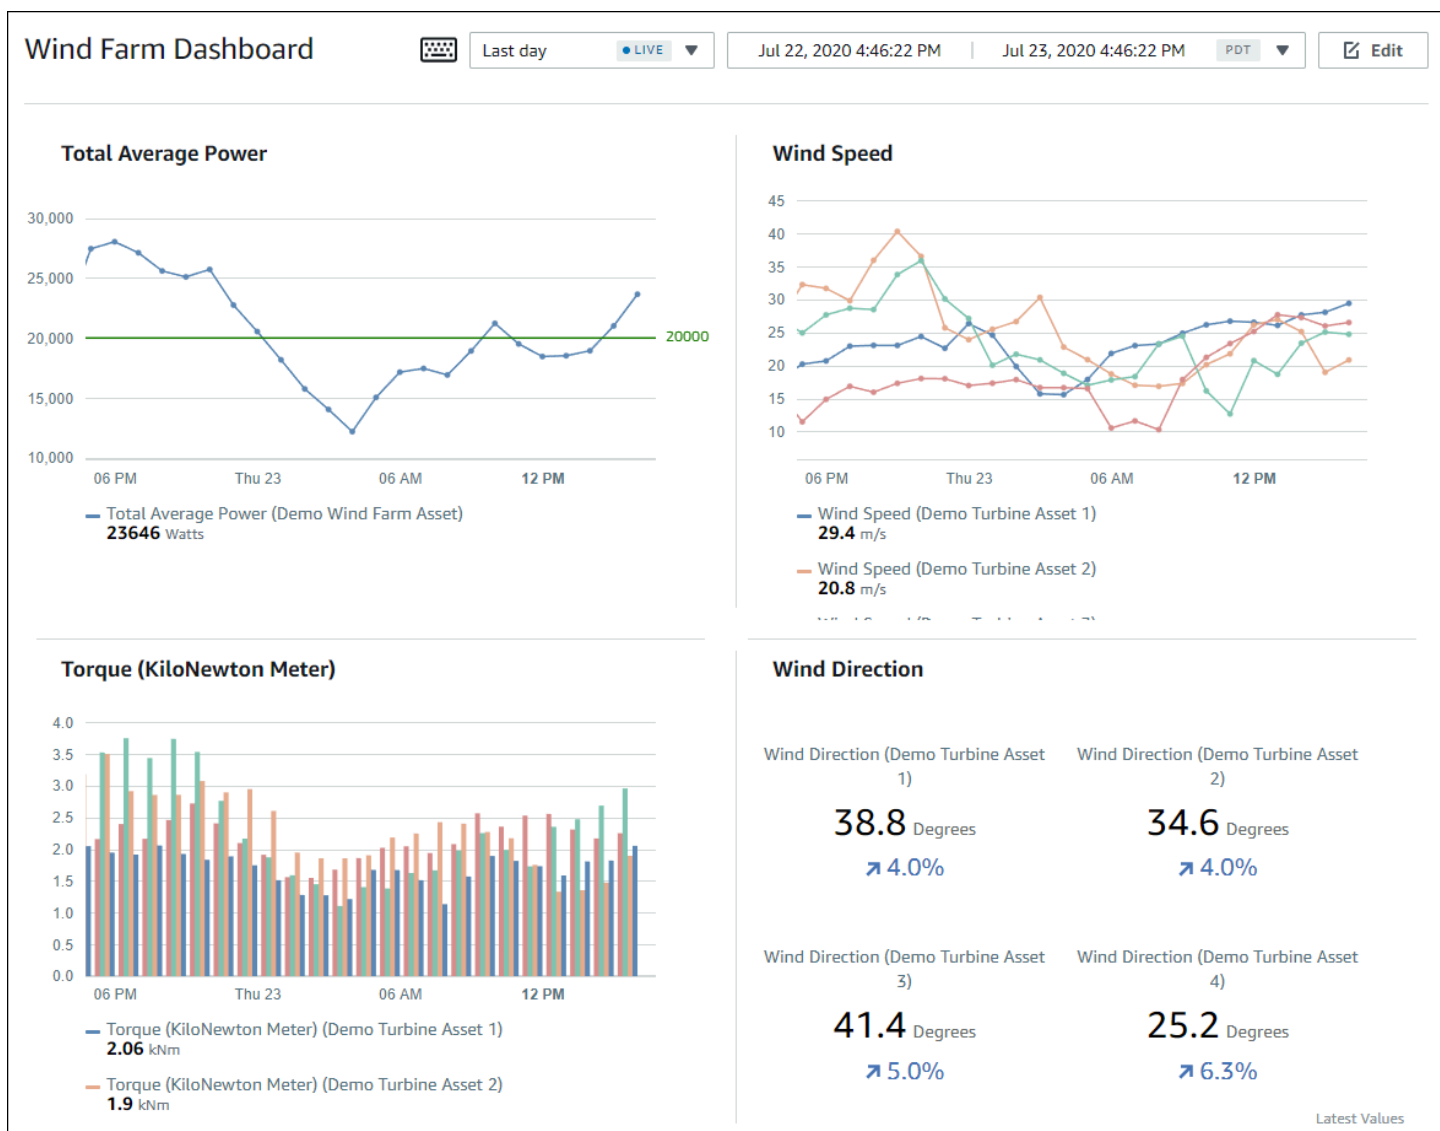 Wind Farm Dashboard
Last day
LIVE
Jul 22, 2020 4:46:22 PM
Jul 23, 2020 4:46:22 PM
PDT
Edit
Total Average Power
30,000
25,000
20,000
15,000
10,000
20000
06 PM
Thu 23
06 AM
12 PM
Total Average Power (Demo Wind Farm Asset)
23646 Watts
Wind Speed
45
40
35
30
25
20
15
10
06 PM
Thu 23
06 AM
12 PM
Wind Speed (Demo Turbine Asset 1)
29.4 m/s
Wind Speed (Demo Turbine Asset 2)
20.8 m/s
Torque (KiloNewton Meter)
4.0
3.5
3.0
2.5
2.0
1.5
1.0
0.5
0.0
06 PM
Thu 23
06 AM
12 PM
Torque (KiloNewton Meter) (Demo Turbine Asset 1)
2.06 kNm
Torque (KiloNewton Meter) (Demo Turbine Asset 2)
1.9 kNm
Wind Direction
Wind Direction (Demo Turbine Asset
1)
38.8 Degrees
4.0%
Wind Direction (Demo Turbine Asset
2)
34.6 Degrees
4.0%
Wind Direction (Demo Turbine Asset
3)
41.4 Degrees
5.0%
Wind Direction (Demo Turbine Asset
4)
25.2 Degrees
6.3%
Latest Values